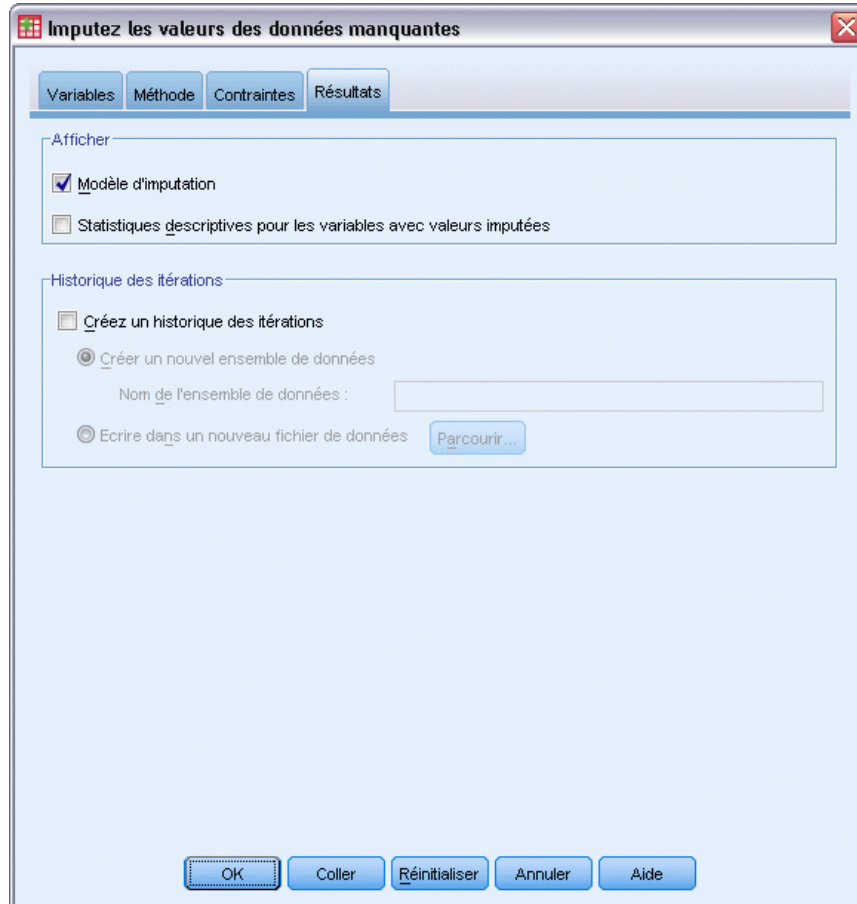 Imputez les valeurs des données manquantes
Variables Méthode Contraintes Résultats
Afficher
Modèle d'imputation
Statistiques descriptives pour les variables avec valeurs imputées
Historique des itérations
Créez un historique des itérations
Créer un nouvel ensemble de données
Nom de l'ensemble de données :
Ecrire dans un nouveau fichier de données Parcourir...
OK Coller Réinitialiser Annuler Aide